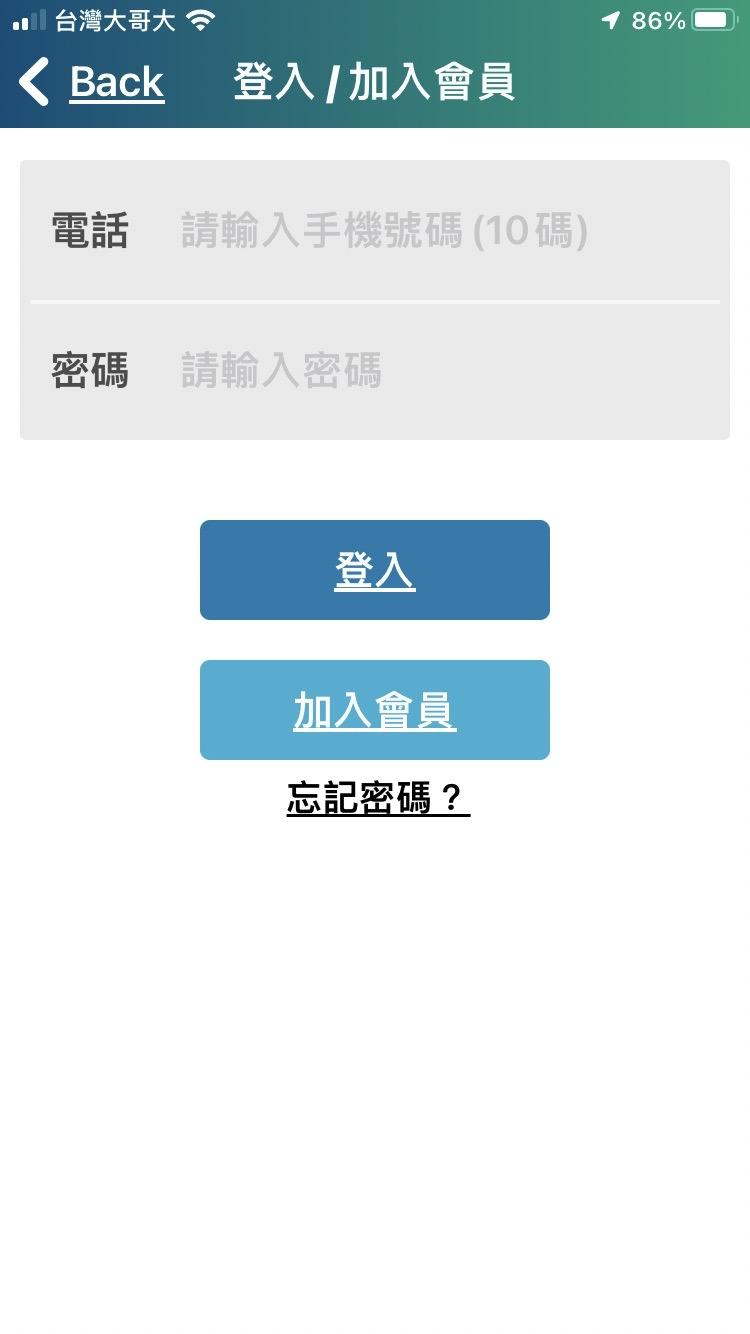 台灣大哥大 86%
Back 登入 / 加入會員
電話 請輸入手機號碼 (10 碼)
密碼 請輸入密碼
登入
加入會員
忘記密碼？